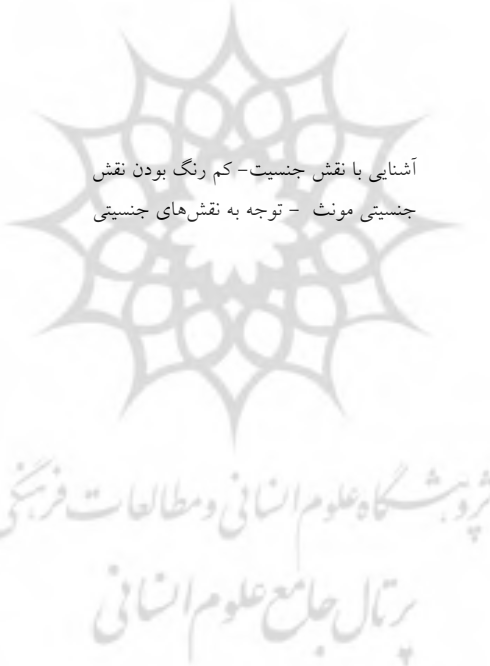 آشنایی با نقش جنسیت- کم رنگ بودن نقش
جنسیتی مونث - توجه به نقش‌های جنسیتی
پژوهشگاه علوم انسانی و مطالعات فرهنگی
پرتال جامع علوم انسانی